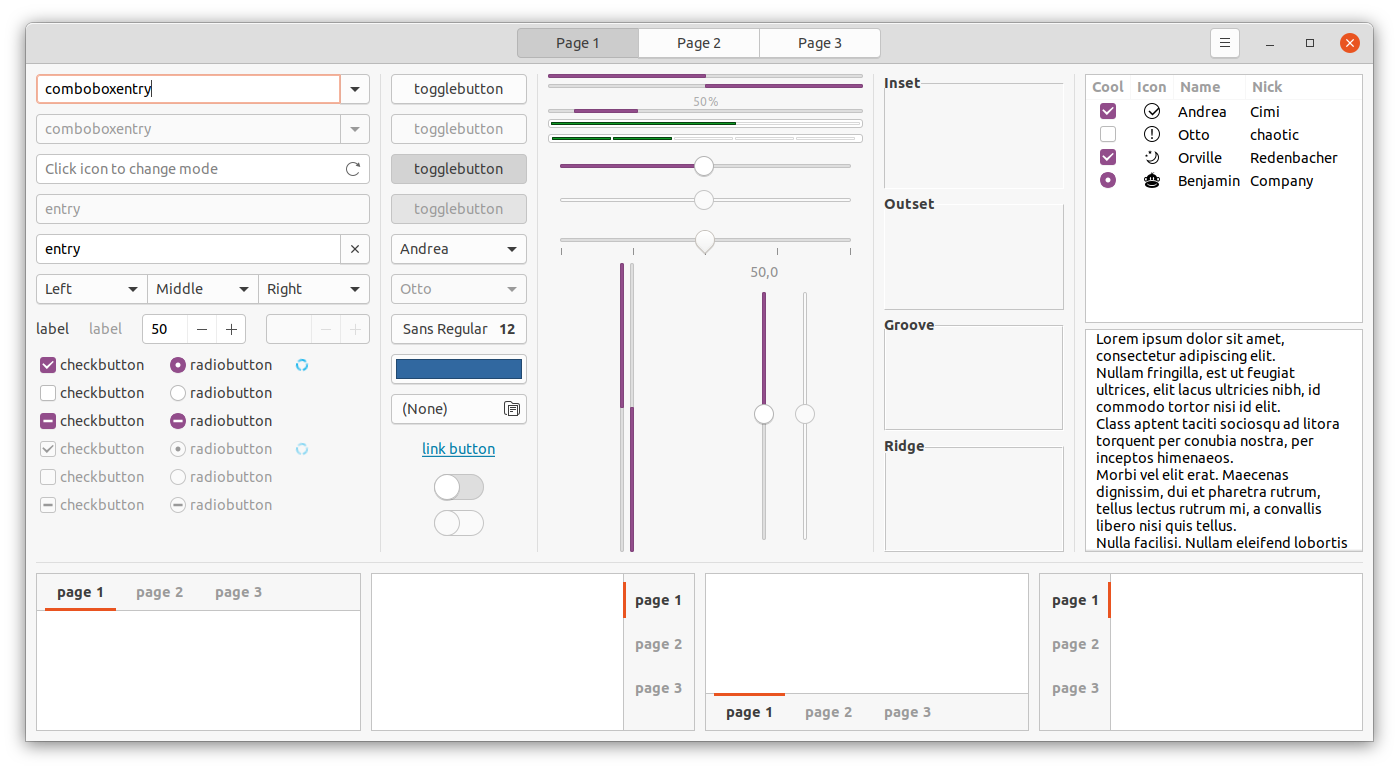 Page 1
Page 2
Page 3
comboboxentry
comboboxentry
Click icon to change mode
entry
entry
Left
Middle
Right
label
label
50
checkbutton
radiobutton
checkbutton
radiobutton
checkbutton
radiobutton
checkbutton
radiobutton
checkbutton
radiobutton
checkbutton
radiobutton
togglebutton
togglebutton
togglebutton
togglebutton
Andrea
Otto
Sans Regular 12
(None)
link button
50%
50,0
Inset
Outset
Groove
Ridge
Cool Icon Name Nick
Andrea Cimi
Otto chaotic
Orville Redenbacher
Benjamin Company
Lorem ipsum dolor sit amet,
consectetur adipiscing elit.
Nullam fringilla, est ut feugiat
ultrices, elit lacus ultricies nibh, id
commodo tortor nisi id elit.
Class aptent taciti sociosqu ad litora
torquent per conubia nostra, per
inceptos himenaeos.
Morbi vel elit erat. Maecenas
dignissim, dui et pharetra rutrum,
tellus lectus rutrum mi, a convallis
libero nisi quis tellus.
Nulla facilisi. Nullam eleifend lobortis
page 1
page 2
page 3
page 1
page 2
page 3
page 1
page 2
page 3
page 1
page 2
page 3